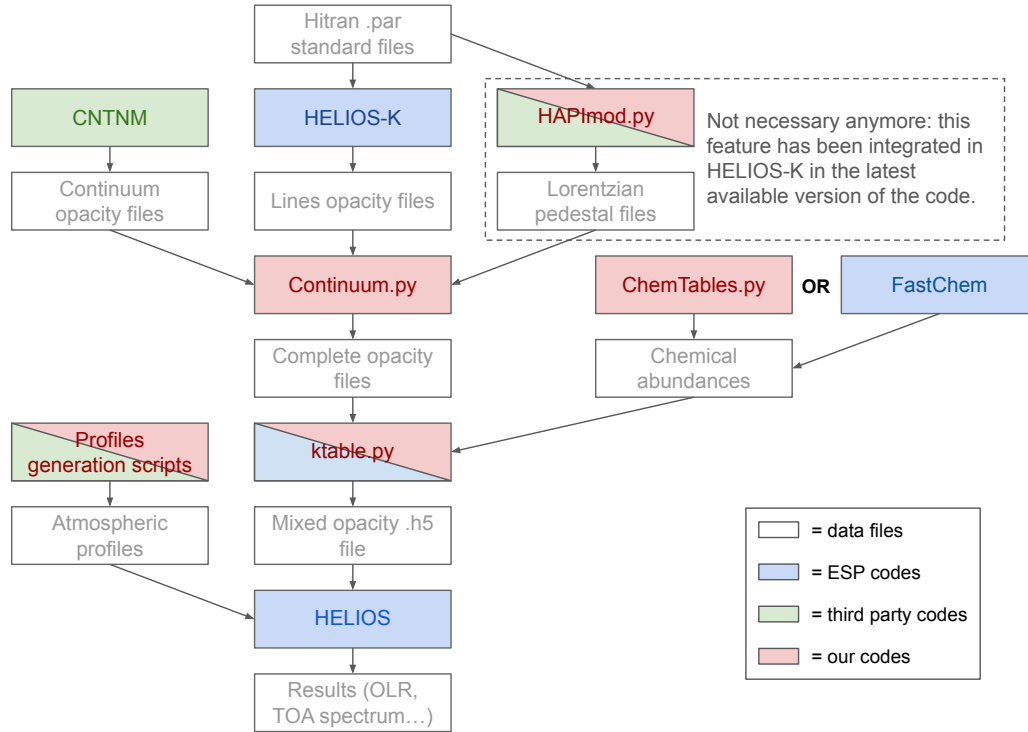 Hitran .par
standard files
CNTNM
HELIOS-K
HAPImod.py
Not necessary anymore: this
feature has been integrated in
HELIOS-K in the latest
available version of the code.
Continuum
opacity files
Lines opacity files
Lorentzian
pedestal files
Continuum.py
ChemTables.py
OR
FastChem
Complete opacity
files
Chemical
abundances
Profiles
generation scripts
ktable.py
Atmospheric
profiles
Mixed opacity .h5
file
HELIOS
Results (OLR,
TOA spectrum…)
= data files
= ESP codes
= third party codes
= our codes